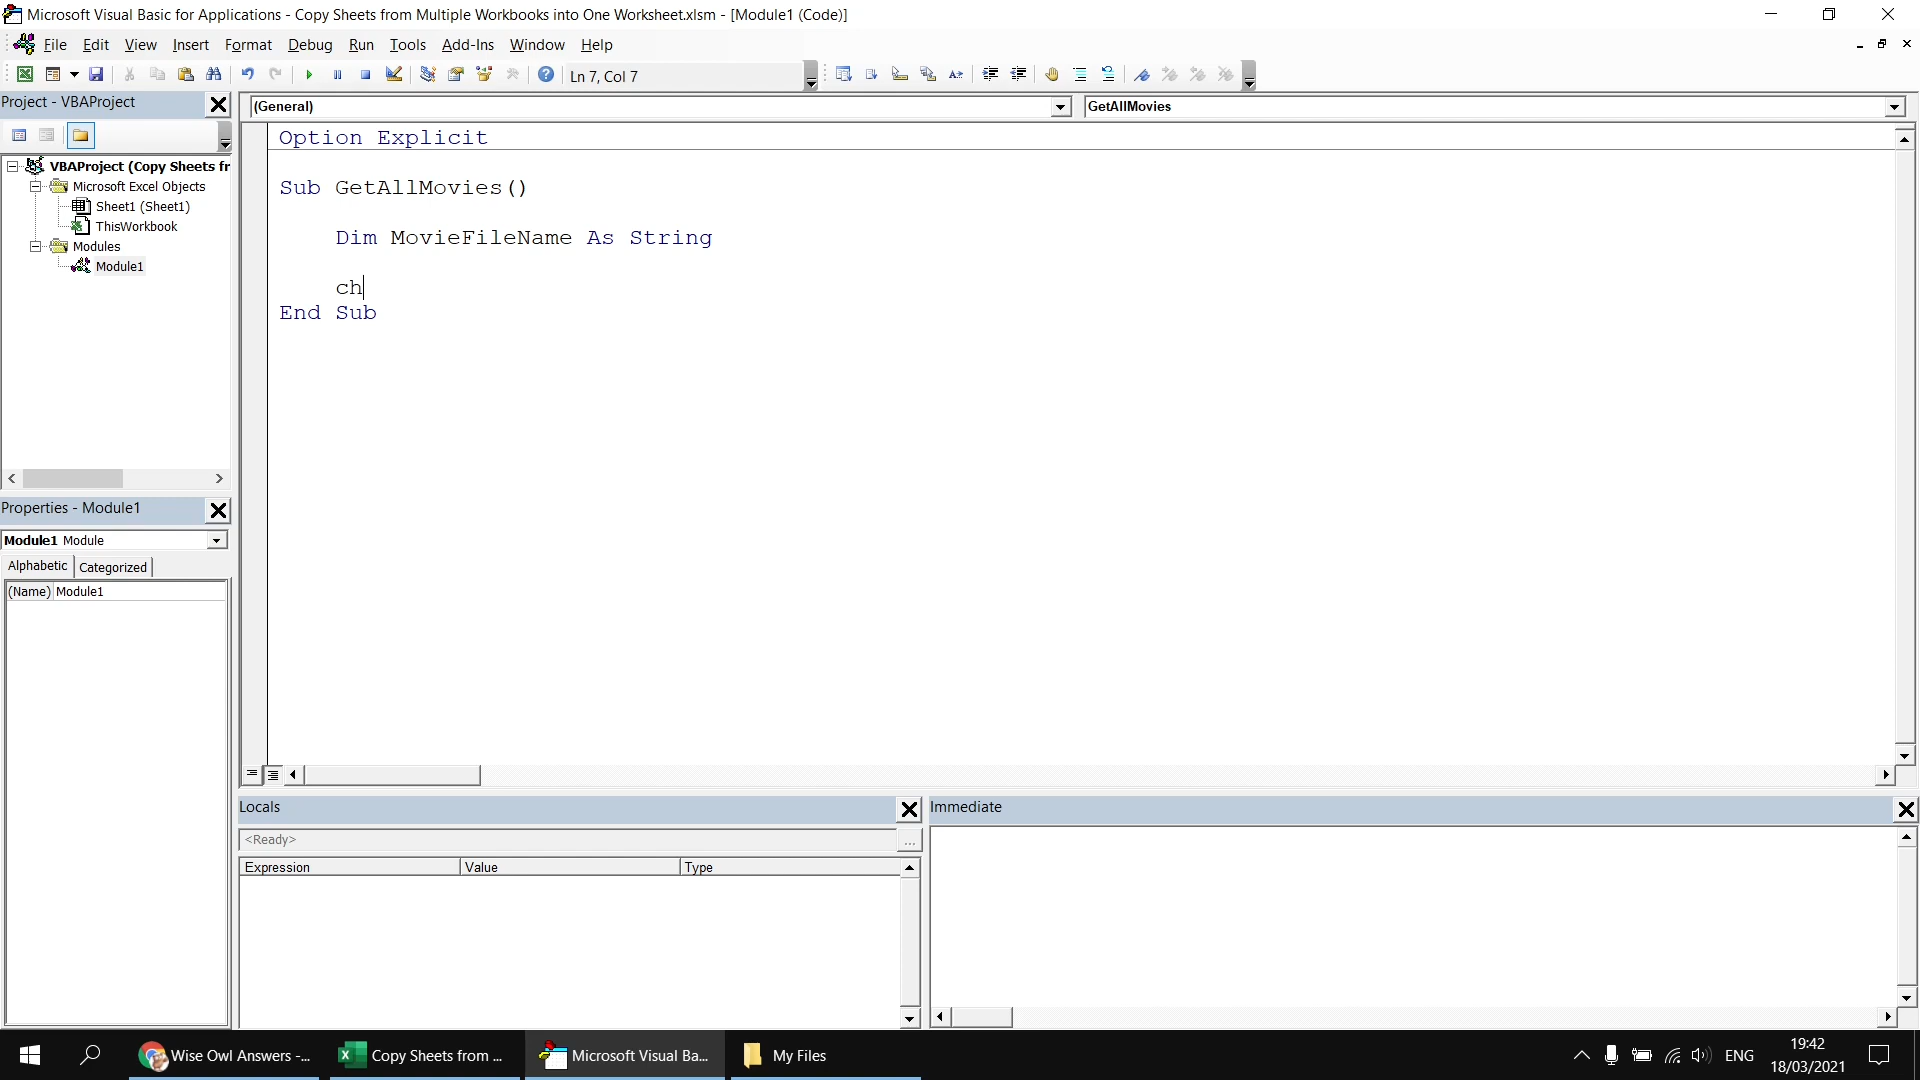 Microsoft Visual Basic for Applications - Copy Sheets from Multiple Workbooks into One Worksheet.xlsm - [Module1 (Code)]
File Edit View Insert Format Debug Run Tools Add-Ins Window Help
Ln 7, Col 7
Project - VBAProject
(General)
GetAllMovies
VBAProject (Copy Sheets fr
Microsoft Excel Objects
Sheet1 (Sheet1)
ThisWorkbook
Modules
Module1
Option Explicit
Sub GetAllMovies()
Dim MovieFileName As String
ch
End Sub
Properties - Module1
Module1 Module
Alphabetic Categorized
(Name) Module1
Locals
<Ready>
...
Expression Value Type
Immediate
Wise Owl Answers -...
Copy Sheets from ...
Microsoft Visual Ba...
My Files
ENG
19:42
18/03/2021